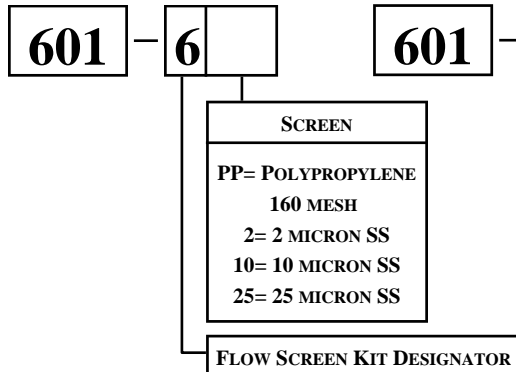 601 – 6 601 –
SCREEN
PP= POLYPROPYLENE
160 MESH
2= 2 MICRON SS
10= 10 MICRON SS
25= 25 MICRON SS
FLOW SCREEN KIT DESIGNATOR